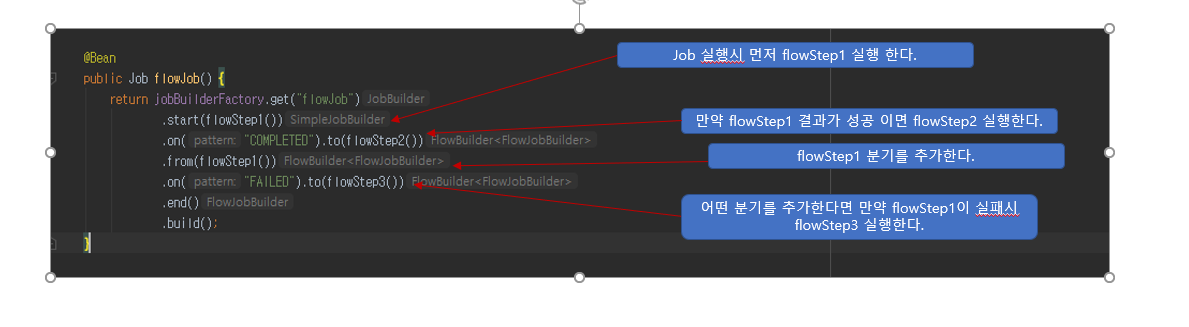 @Bean
public Job flowJob() {
return jobBuilderFactory.get("flowJob") JobBuilder
.start(flowStep1()) SimpleJobBuilder
.on( pattern: "COMPLETED").to(flowStep2()) FlowBuilder<FlowJobBuilder>
.from(flowStep1()) FlowBuilder<FlowJobBuilder>
.on( pattern: "FAILED").to(flowStep3()) FlowBuilder<FlowJobBuilder>
.end() FlowJobBuilder
.build();
}
Job 실행시 먼저 flowStep1 실행 한다.
만약 flowStep1 결과가 성공 이면 flowStep2 실행한다.
flowStep1 분기를 추가한다.
어떤 분기를 추가한다면 만약 flowStep1이 실패시
flowStep3 실행한다.